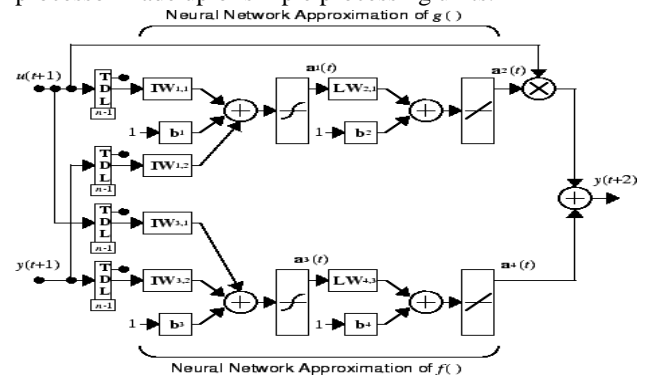 Neural Network Approximation of g ( )
u(t+1)
T
D
L
n-1
IW1,1
a1(t)
LW2,1
a2(t)
1
b1
1
b2
T
D
L
n-1
IW1,2
y(t+2)
T
D
L
n-1
IW3,1
y(t+1)
T
D
L
n-1
IW3,2
a3(t)
LW4,3
a4(t)
1
b3
1
b4
Neural Network Approximation of f ( )